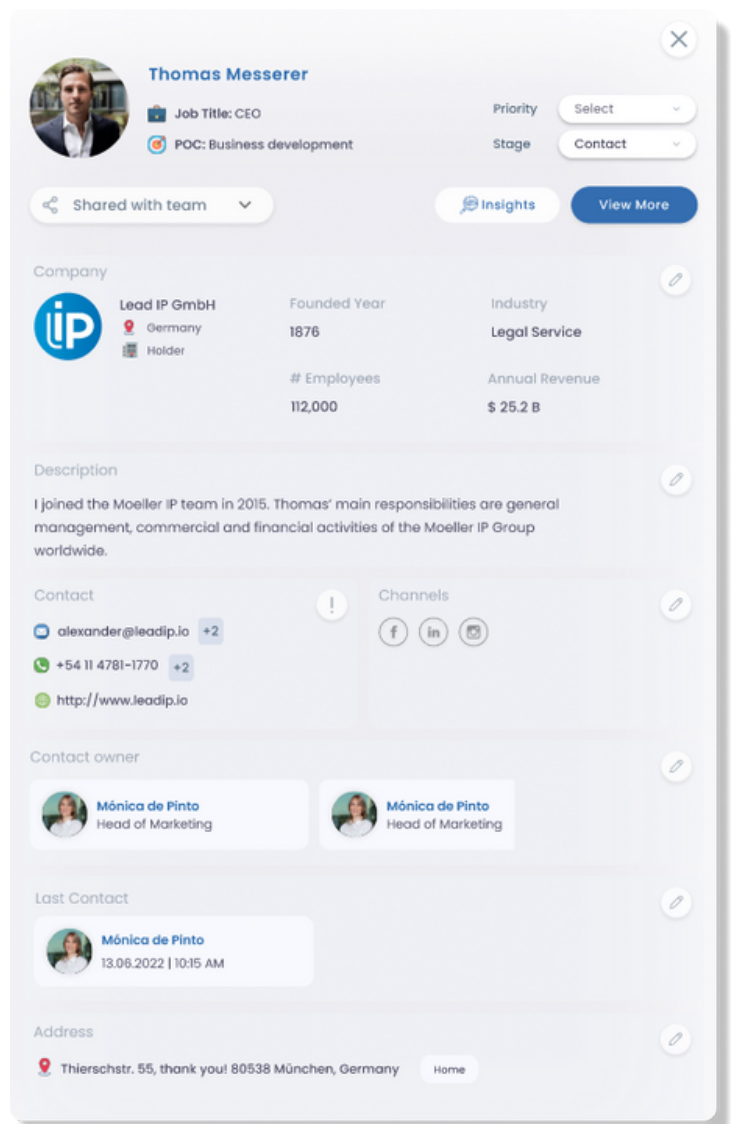 Thomas Messerer
Job Title: CEO
POC: Business development
Priority Select
Stage Contact
Shared with team
Insights
View More
Company
iP
Lead IP GmbH
Germany
Holder
Founded Year
1876
Industry
Legal Service
# Employees
112,000
Annual Revenue
$ 25.2 B
Description
I joined the Moeller IP team in 2015. Thomas' main responsibilities are general
management, commercial and financial activities of the Moeller IP Group
worldwide.
Contact
!
alexander@leadip.io +2
+54 11 4781-1770 +2
http://www.leadip.io
Channels
f in
Contact owner
Mónica de Pinto
Head of Marketing
Mónica de Pinto
Head of Marketing
Last Contact
Mónica de Pinto
13.06.2022 | 10:15 AM
Address
Thierschstr. 55, thank you! 80538 München, Germany Home